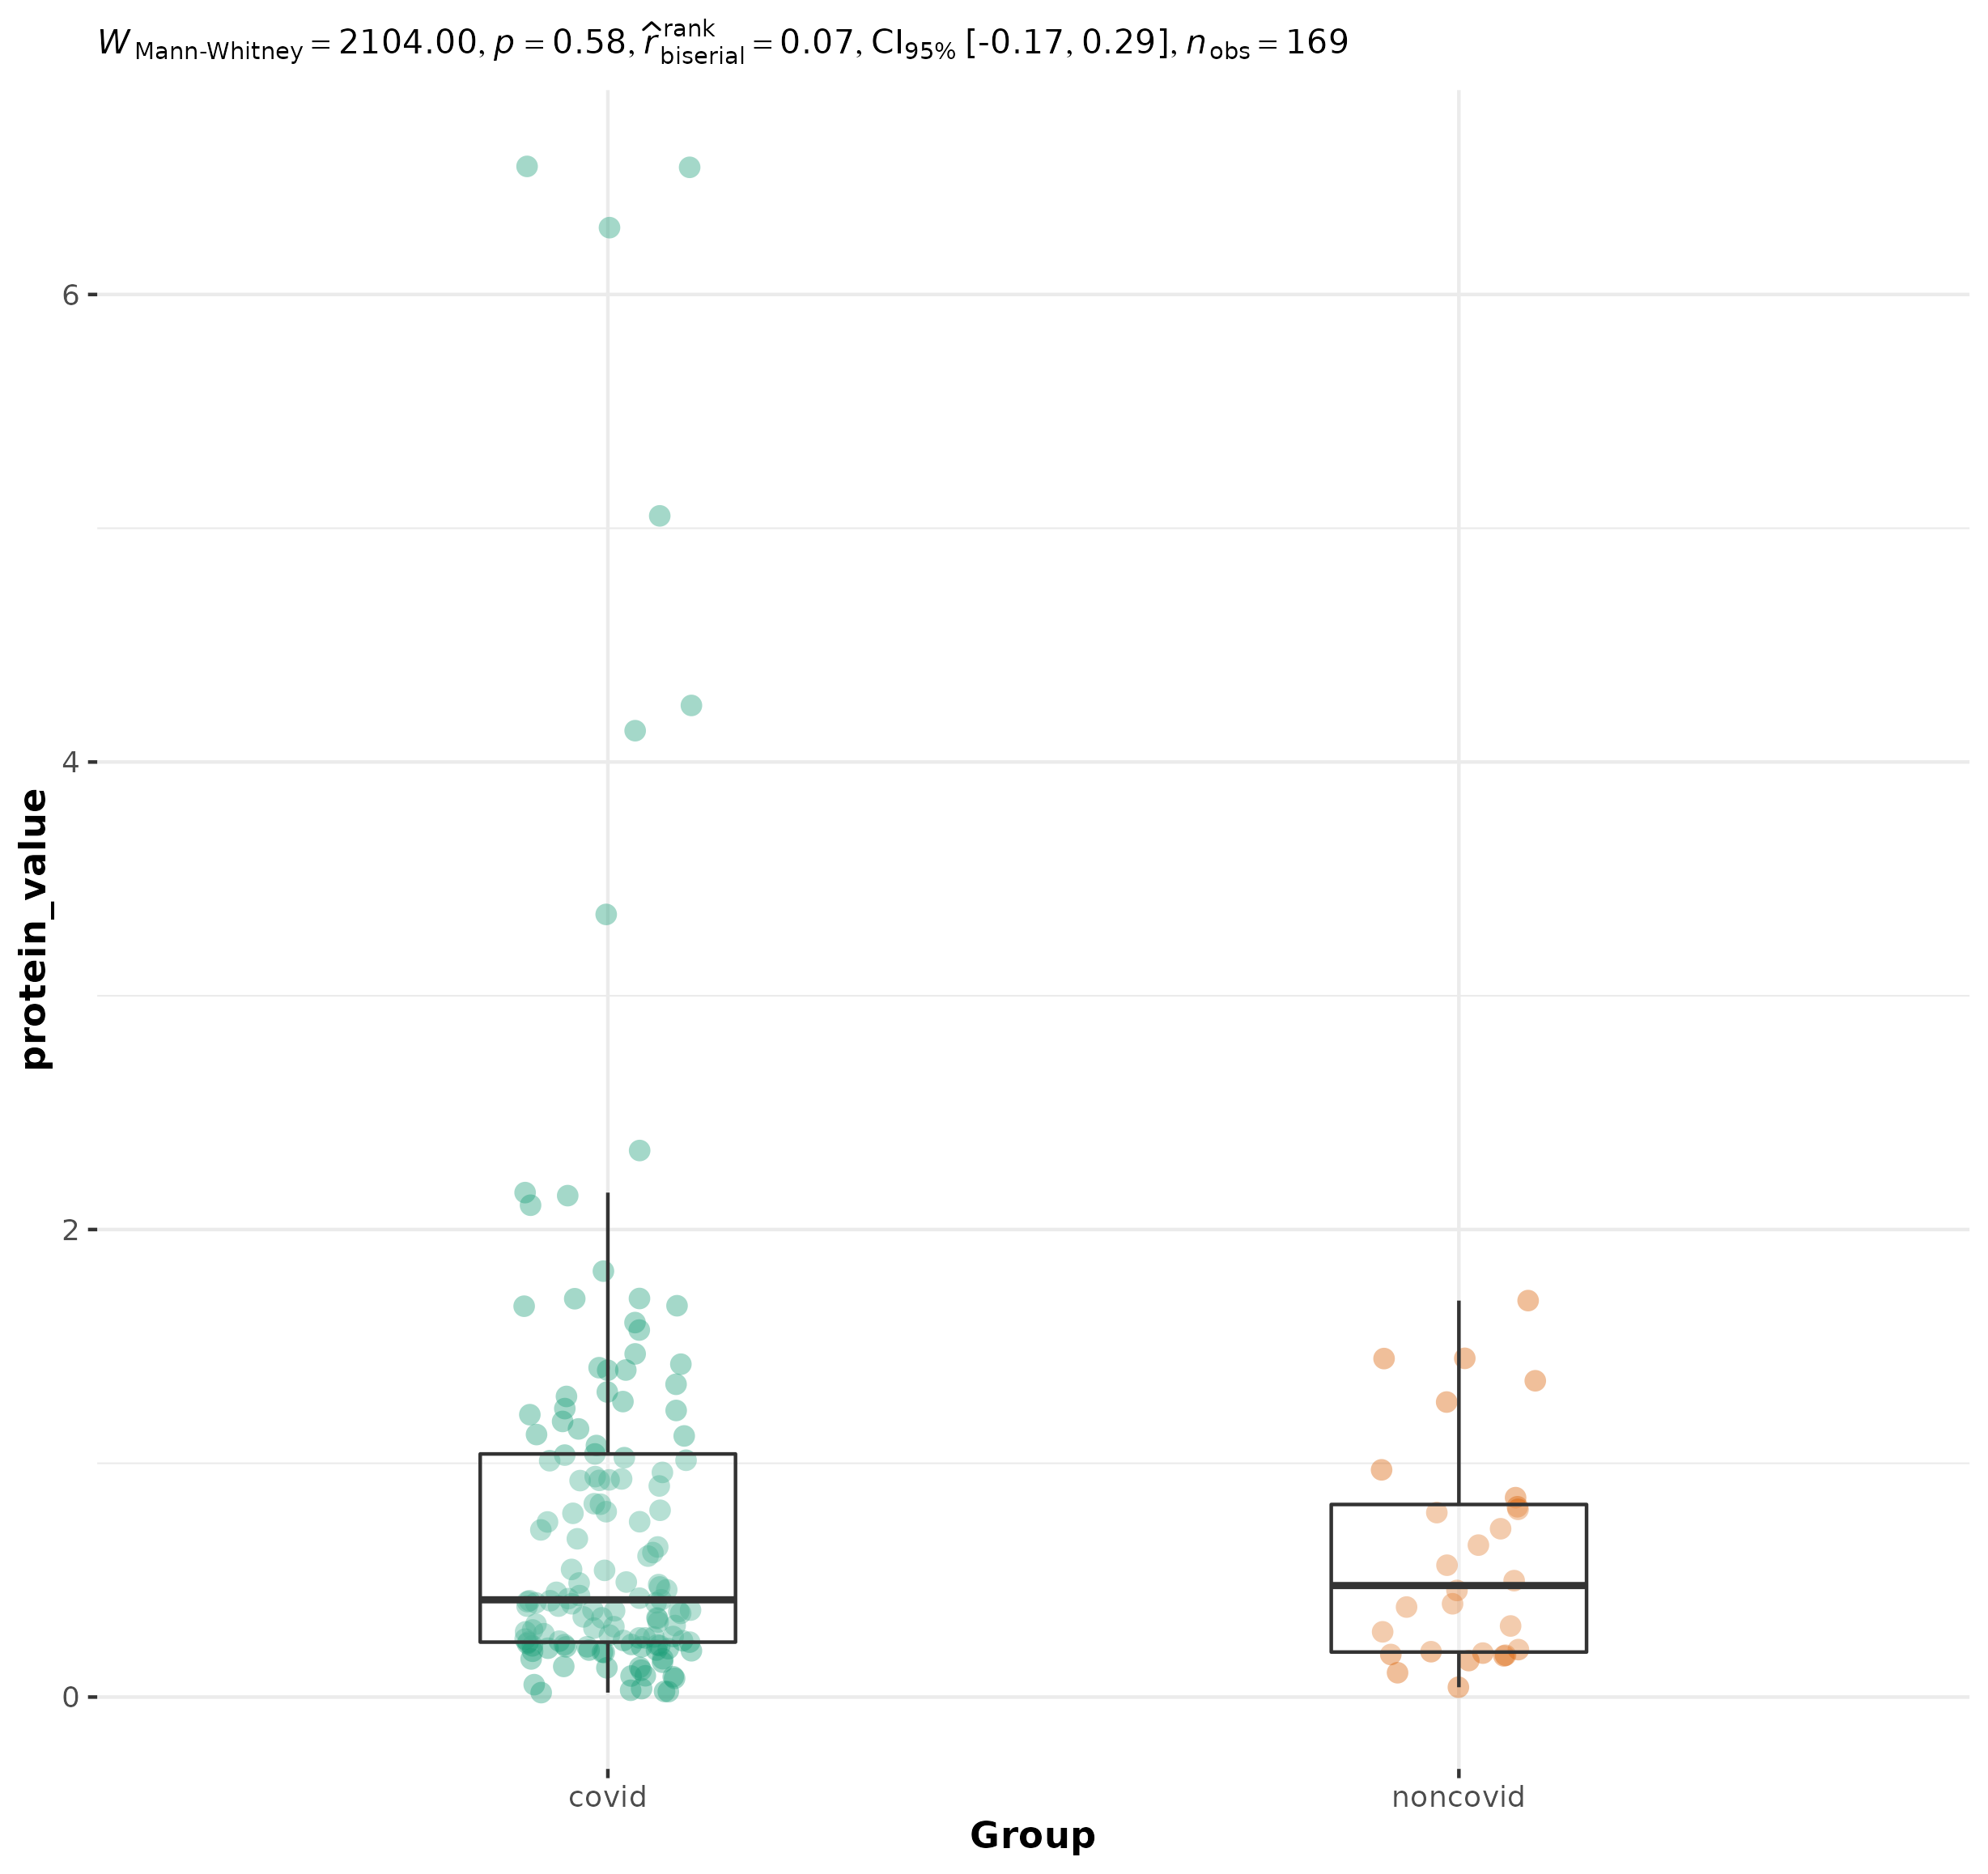 W Mann-Whitney = 2104.00, p = 0.58, r̂ rank biserial = 0.07, CI95% [-0.17, 0.29], n obs = 169
6
4
2
0
protein_value
covid noncovid
Group